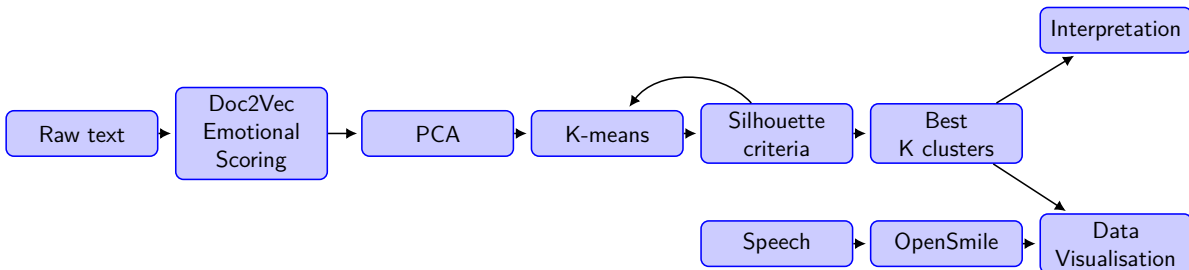 Interpretation
Raw text
Doc2Vec
Emotional
Scoring
PCA
K-means
Silhouette
criteria
Best
K clusters
Speech
OpenSmile
Data
Visualisation